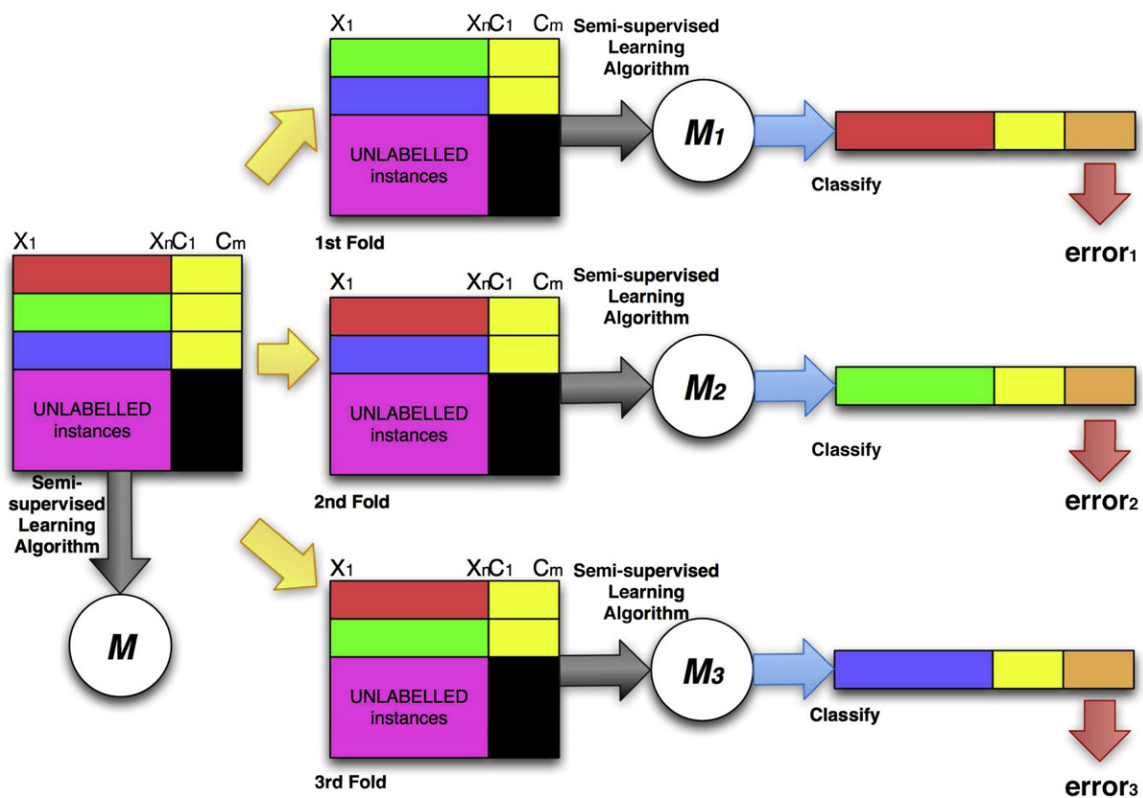 X1 XnC1 Cm
UNLABELLED
instances
Semi-
supervised
Learning
Algorithm
M
X1 XnC1 Cm
UNLABELLED
instances
1st Fold
Semi-supervised
Learning
Algorithm
M1
Classify
error1
X1 XnC1 Cm
UNLABELLED
instances
2nd Fold
Semi-supervised
Learning
Algorithm
M2
Classify
error2
X1 XnC1 Cm
UNLABELLED
instances
3rd Fold
Semi-supervised
Learning
Algorithm
M3
Classify
error3